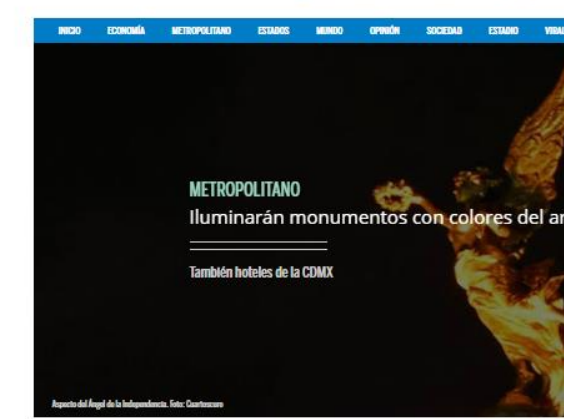 INICIO ECONOMÍA METROPOLITANO ESTADOS MUNDO OPINIÓN SOCIEDAD ESTADIO
METROPOLITANO
Iluminarán monumentos con colores del
También hoteles de la CDMX
Aspecto del Ángel de la Independencia. Foto: Cuartoscuro